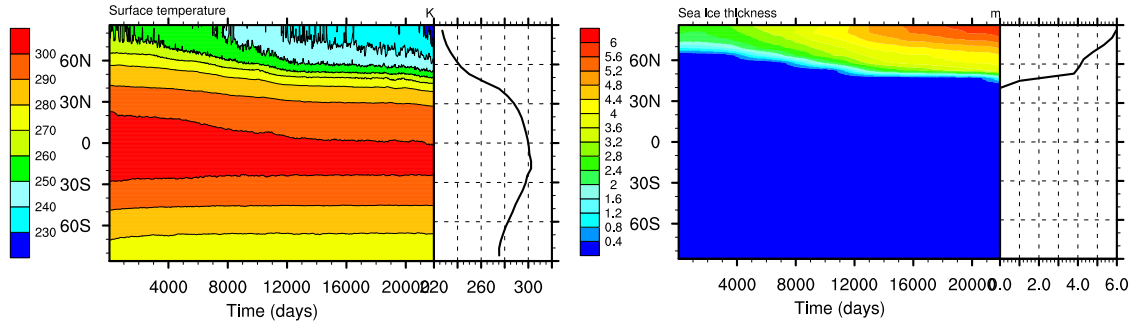 Surface temperature K
300
290
280
270
260
250
240
230
60N
30N
0
30S
60S
4000 8000 12000 16000 20000 220 260 300
Time (days)
Sea Ice thickness m
6
5.6
5.2
4.8
4.4
4
3.6
3.2
2.8
2.4
2
1.6
1.2
0.8
0.4
60N
30N
0
30S
60S
4000 8000 12000 16000 20000 0.0 2.0 4.0 6.0
Time (days)